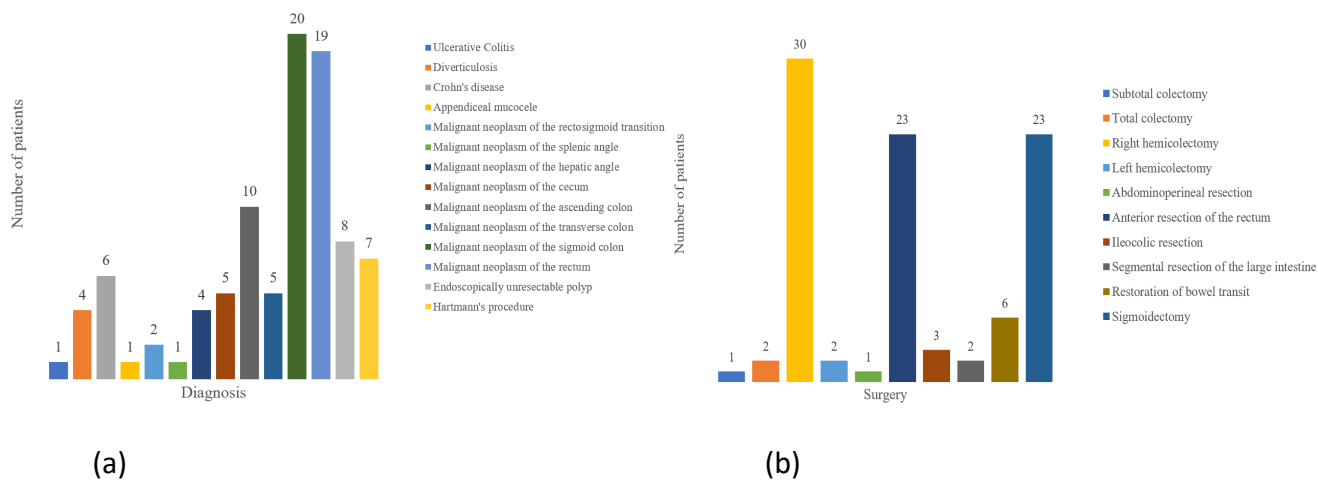 Number of patients
1
4
6
1
2
1
4
5
10
5
20
19
8
7
Diagnosis
Ulcerative Colitis
Diverticulosis
Crohn's disease
Appendiceal mucocele
Malignant neoplasm of the rectosigmoid transition
Malignant neoplasm of the splenic angle
Malignant neoplasm of the hepatic angle
Malignant neoplasm of the cecum
Malignant neoplasm of the ascending colon
Malignant neoplasm of the transverse colon
Malignant neoplasm of the sigmoid colon
Malignant neoplasm of the rectum
Endoscopically unresectable polyp
Hartmann's procedure
(a)
Number of patients
1
2
30
2
1
23
3
2
6
23
Surgery
Subtotal colectomy
Total colectomy
Right hemicolectomy
Left hemicolectomy
Abdominoperineal resection
Anterior resection of the rectum
Ileocolic resection
Segmental resection of the large intestine
Restoration of bowel transit
Sigmoidectomy
(b)